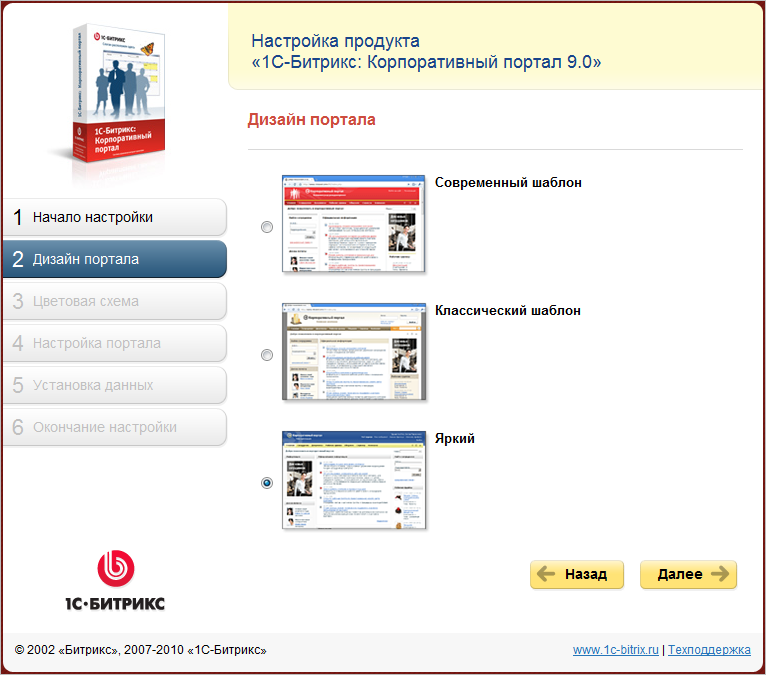 1С-БИТРИКС
1С-Битрикс:
Корпоративный
портал
Настройка продукта
«1С-Битрикс: Корпоративный портал 9.0»
Дизайн портала
1 Начало настройки
2 Дизайн портала
3 Цветовая схема
4 Настройка портала
5 Установка данных
6 Окончание настройки
Современный шаблон
Классический шаблон
Яркий
Назад
Далее
1С·БИТРИКС
© 2002 «Битрикс», 2007-2010 «1С-Битрикс»
www.1c-bitrix.ru | Техподдержка